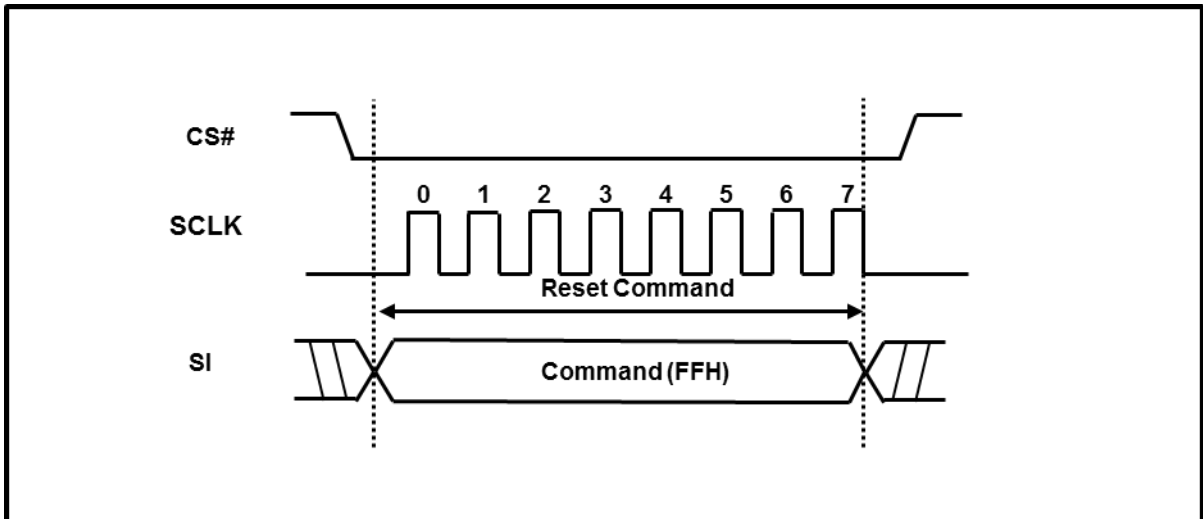 CS#
0 1 2 3 4 5 6 7
SCLK
Reset Command
SI
Command (FFH)